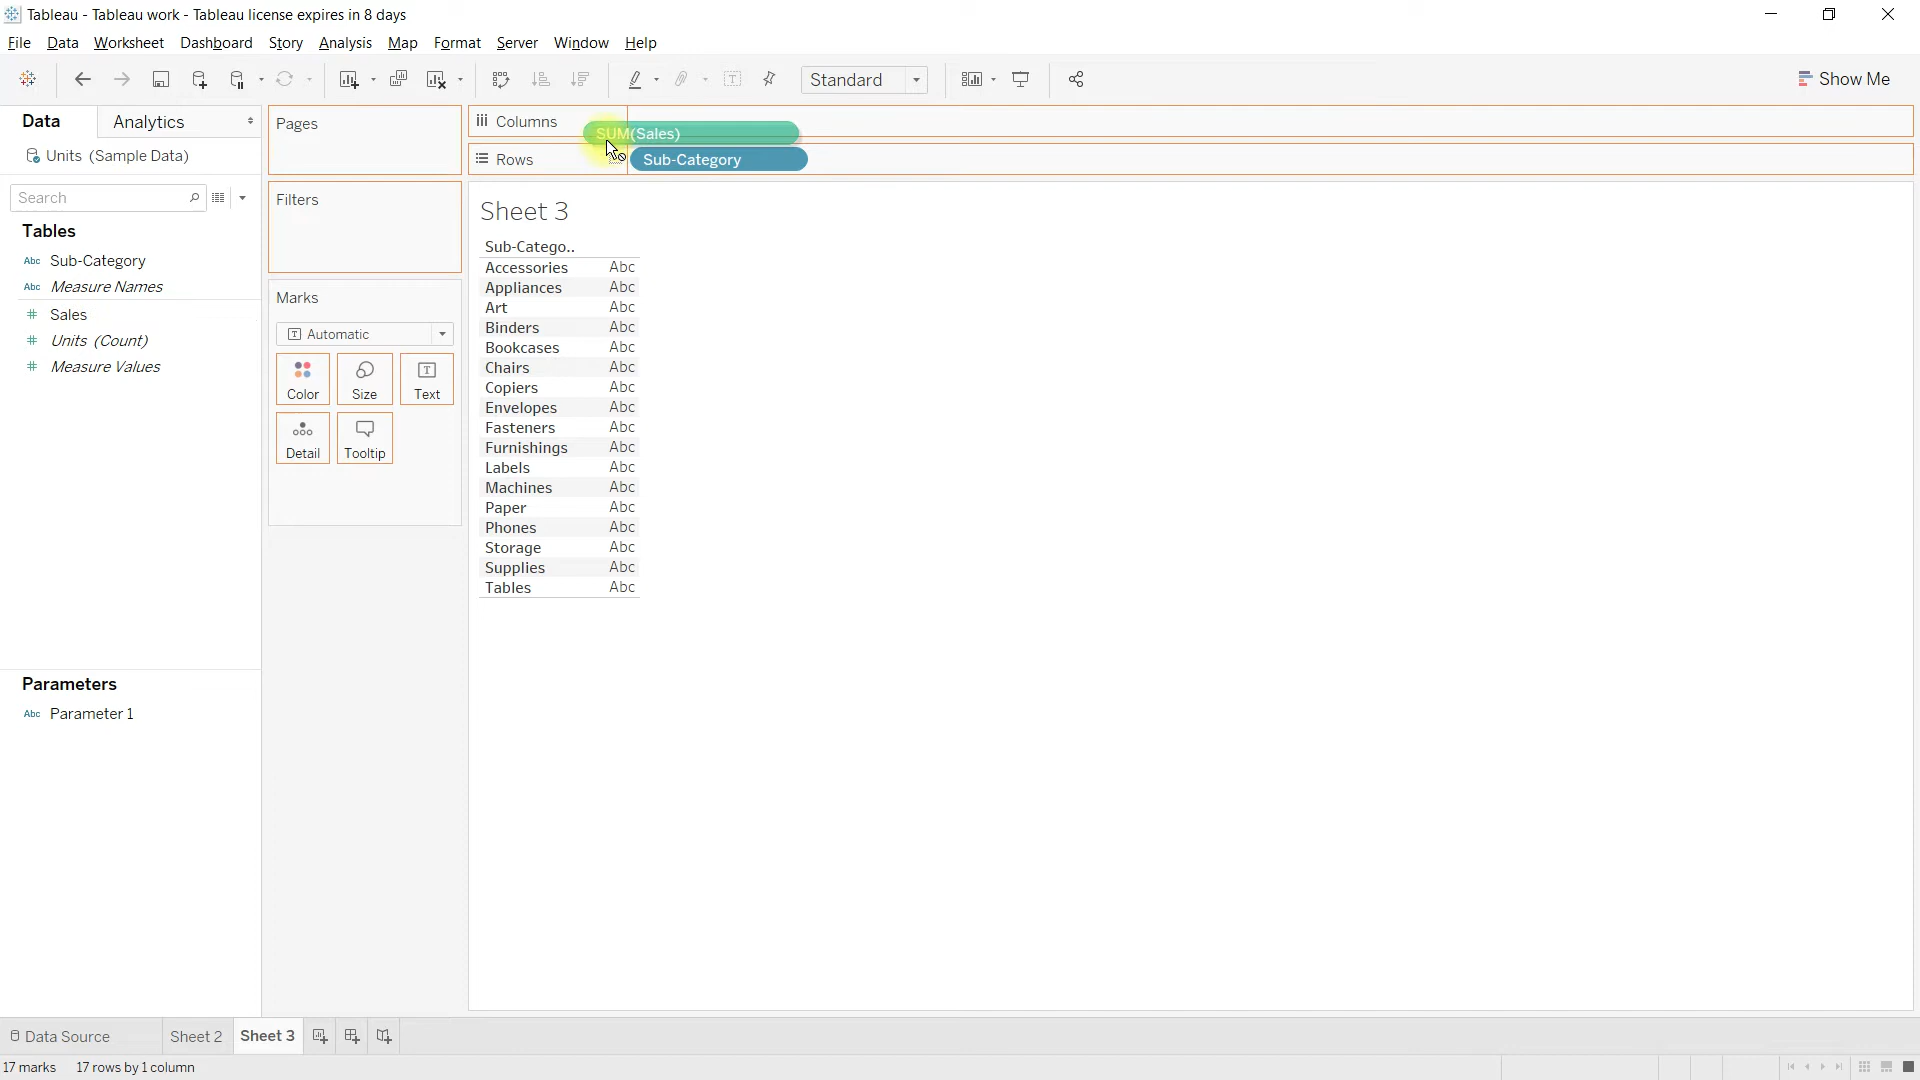 Tableau - Tableau work - Tableau license expires in 8 days
File Data Worksheet Dashboard Story Analysis Map Format Server Window Help
Standard
Show Me
Data Analytics
Units (Sample Data)
Search
Tables
Abc Sub-Category
Abc Measure Names
Sales
Units (Count)
Measure Values
Parameters
Abc Parameter 1
Pages
Filters
Marks
Automatic
Color Size Text
Detail Tooltip
Columns
SUM(Sales)
Rows
Sub-Category
Sheet 3
Sub-Catego..
Accessories Abc
Appliances Abc
Art Abc
Binders Abc
Bookcases Abc
Chairs Abc
Copiers Abc
Envelopes Abc
Fasteners Abc
Furnishings Abc
Labels Abc
Machines Abc
Paper Abc
Phones Abc
Storage Abc
Supplies Abc
Tables Abc
Data Source Sheet 2 Sheet 3
17 marks 17 rows by 1 column